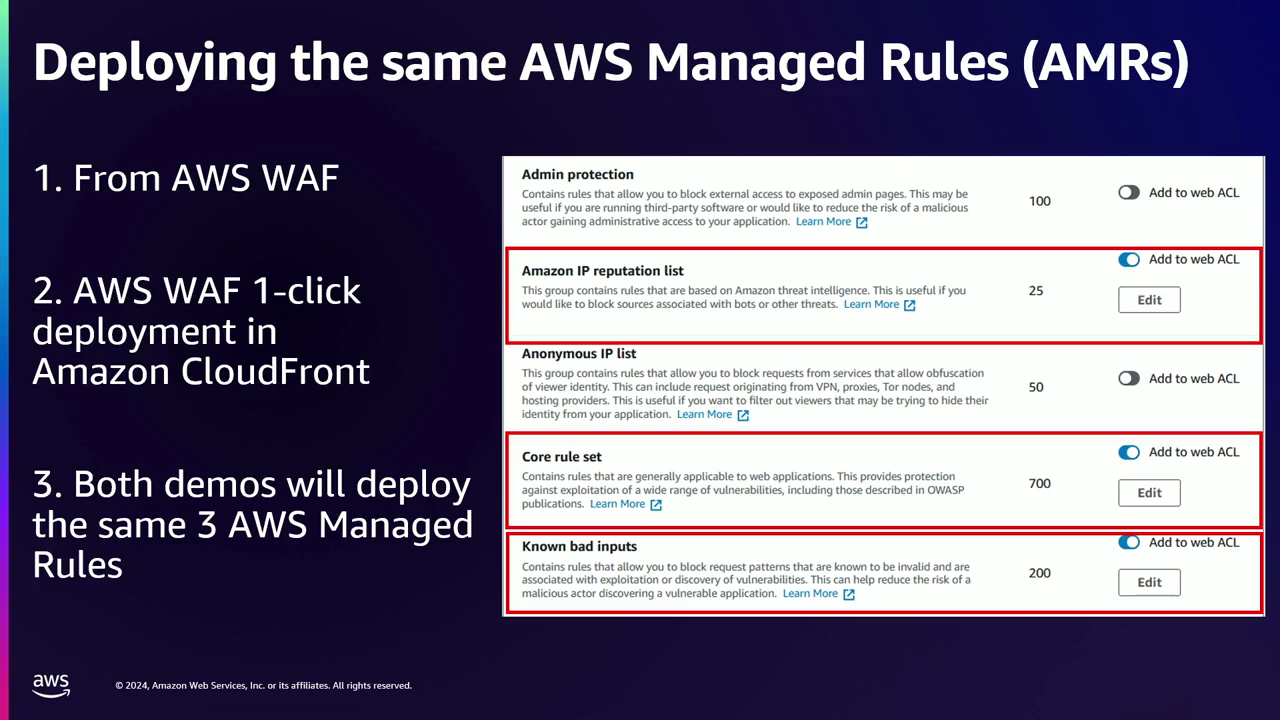 Deploying the same AWS Managed Rules (AMRs)
1. From AWS WAF
2. AWS WAF 1-click
deployment in
Amazon CloudFront
3. Both demos will deploy
the same 3 AWS Managed
Rules
Admin protection
Contains rules that allow you to block external access to exposed admin pages. This may be
useful if you are running third-party software or would like to reduce the risk of a malicious
actor gaining administrative access to your application. Learn More
100
Add to web ACL
Amazon IP reputation list
This group contains rules that are based on Amazon threat intelligence. This is useful if you
would like to block sources associated with bots or other threats. Learn More
25
Add to web ACL
Edit
Anonymous IP list
This group contains rules that allow you to block requests from services that allow obfuscation
of viewer identity. This can include request originating from VPN, proxies, Tor nodes, and
hosting providers. This is useful if you want to filter out viewers that may be trying to hide their
identity from your application. Learn More
50
Add to web ACL
Core rule set
Contains rules that are generally applicable to web applications. This provides protection
against exploitation of a wide range of vulnerabilities, including those described in OWASP
publications. Learn More
700
Add to web ACL
Edit
Known bad inputs
Contains rules that allow you to block request patterns that are known to be invalid and are
associated with exploitation or discovery of vulnerabilities. This can help reduce the risk of a
malicious actor discovering a vulnerable application. Learn More
200
Add to web ACL
Edit
aws
© 2024, Amazon Web Services, Inc. or its affiliates. All rights reserved.